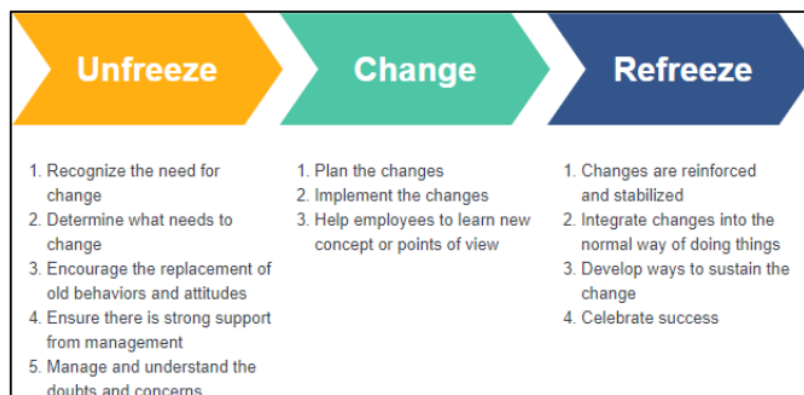 Unfreeze
Change
Refreeze
1. Recognize the need for
change
2. Determine what needs to
change
3. Encourage the replacement of
old behaviors and attitudes
4. Ensure there is strong support
from management
5. Manage and understand the
doubts and concerns
1. Plan the changes
2. Implement the changes
3. Help employees to learn new
concept or points of view
1. Changes are reinforced
and stabilized
2. Integrate changes into the
normal way of doing things
3. Develop ways to sustain the
change
4. Celebrate success